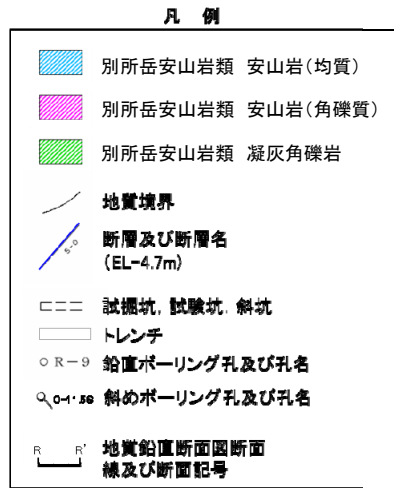 凡 例
別所岳安山岩類 安山岩(均質)
別所岳安山岩類 安山岩(角礫質)
別所岳安山岩類 凝灰角礫岩
地質境界
S-0
断層及び断層名
(EL-4.7m)
試掘坑, 試験坑, 斜坑
トレンチ
R-9 鉛直ボーリング孔及び孔名
斜めボーリング孔及び孔名
R R' 地質鉛直断面図断面
線及び断面記号